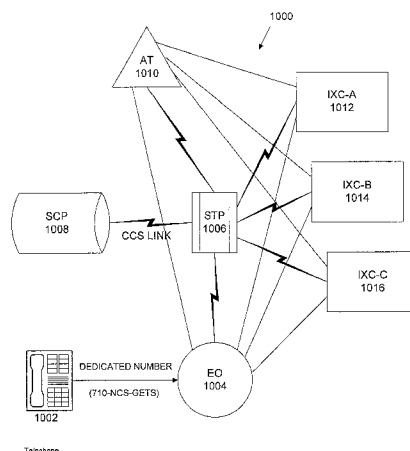 1000
AT
1010
IXC-A
1012
IXC-B
1014
SCP
1008
CCS LINK
STP
1006
IXC-C
1016
DEDICATED NUMBER
(710-NCS-GETS)
EO
1004
1002
Telephone